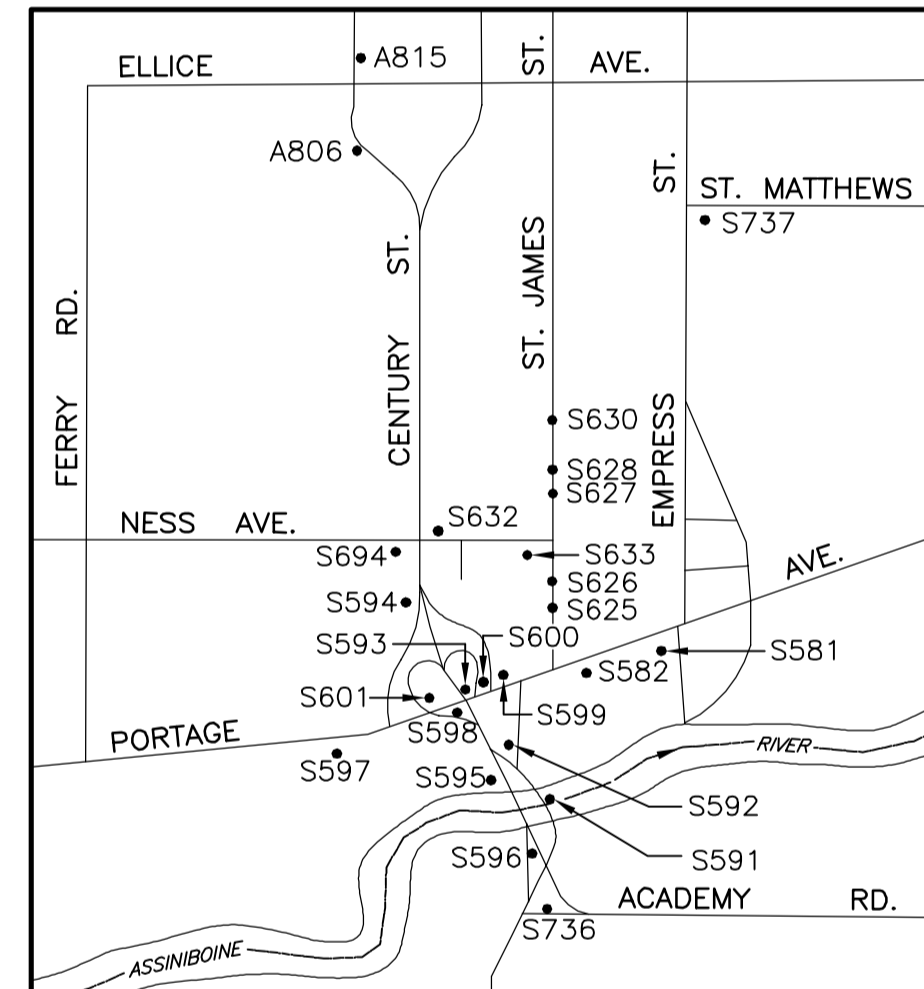 ELLICE
ST.
AVE.
A815
A806
ST.
ST. MATTHEWS
S737
FERRY RD.
CENTURY ST.
ST. JAMES
EMPRESS
S630
S628
S627
NESS AVE.
S632
S694
S633
S626
S594
S625
AVE.
S593
S600
S581
S582
S601
S599
S598
PORTAGE
S597
RIVER
S595
S592
S591
S596
ACADEMY RD.
S736
ASSINIBOINE